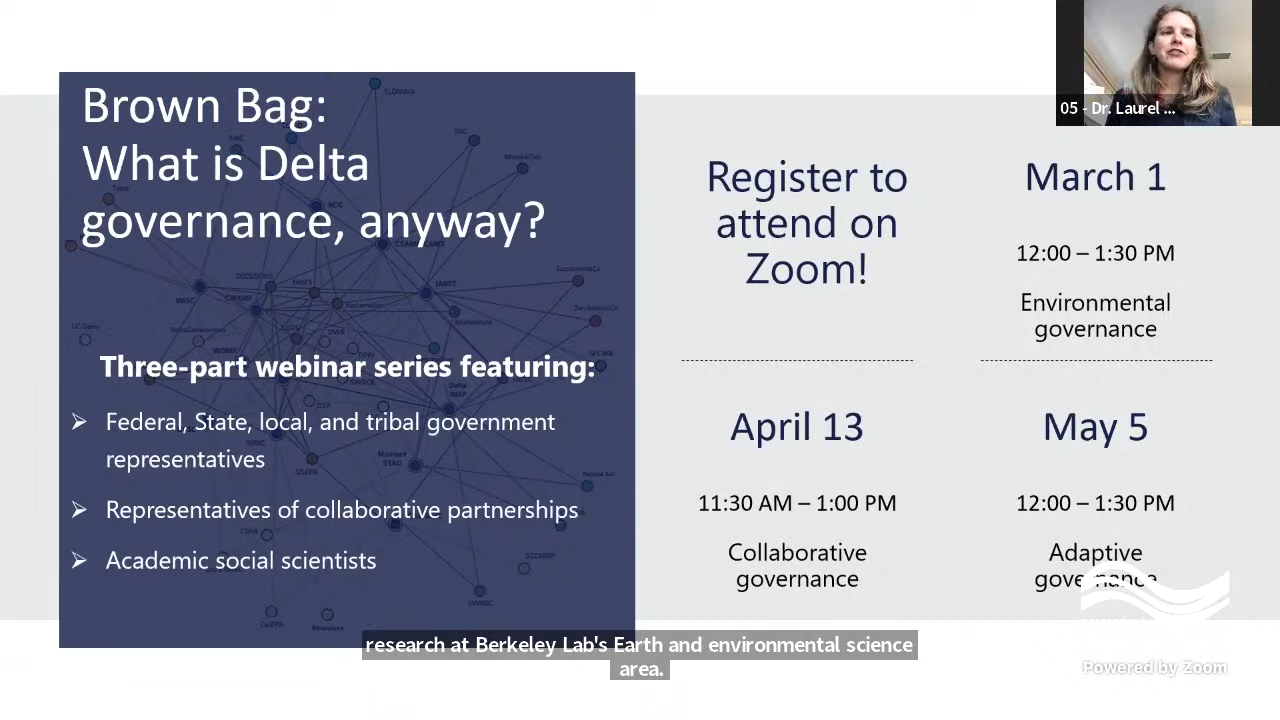 05 - Dr. Laurel ...
Brown Bag:
What is Delta
governance, anyway?
Three-part webinar series featuring:
➢ Federal, State, local, and tribal government
representatives
➢ Representatives of collaborative partnerships
➢ Academic social scientists
Register to
attend on
Zoom!
March 1
12:00 – 1:30 PM
Environmental
governance
April 13
11:30 AM – 1:00 PM
Collaborative
governance
May 5
12:00 – 1:30 PM
Adaptive
governance
research at Berkeley Lab's Earth and environmental science
area.
Powered by Zoom